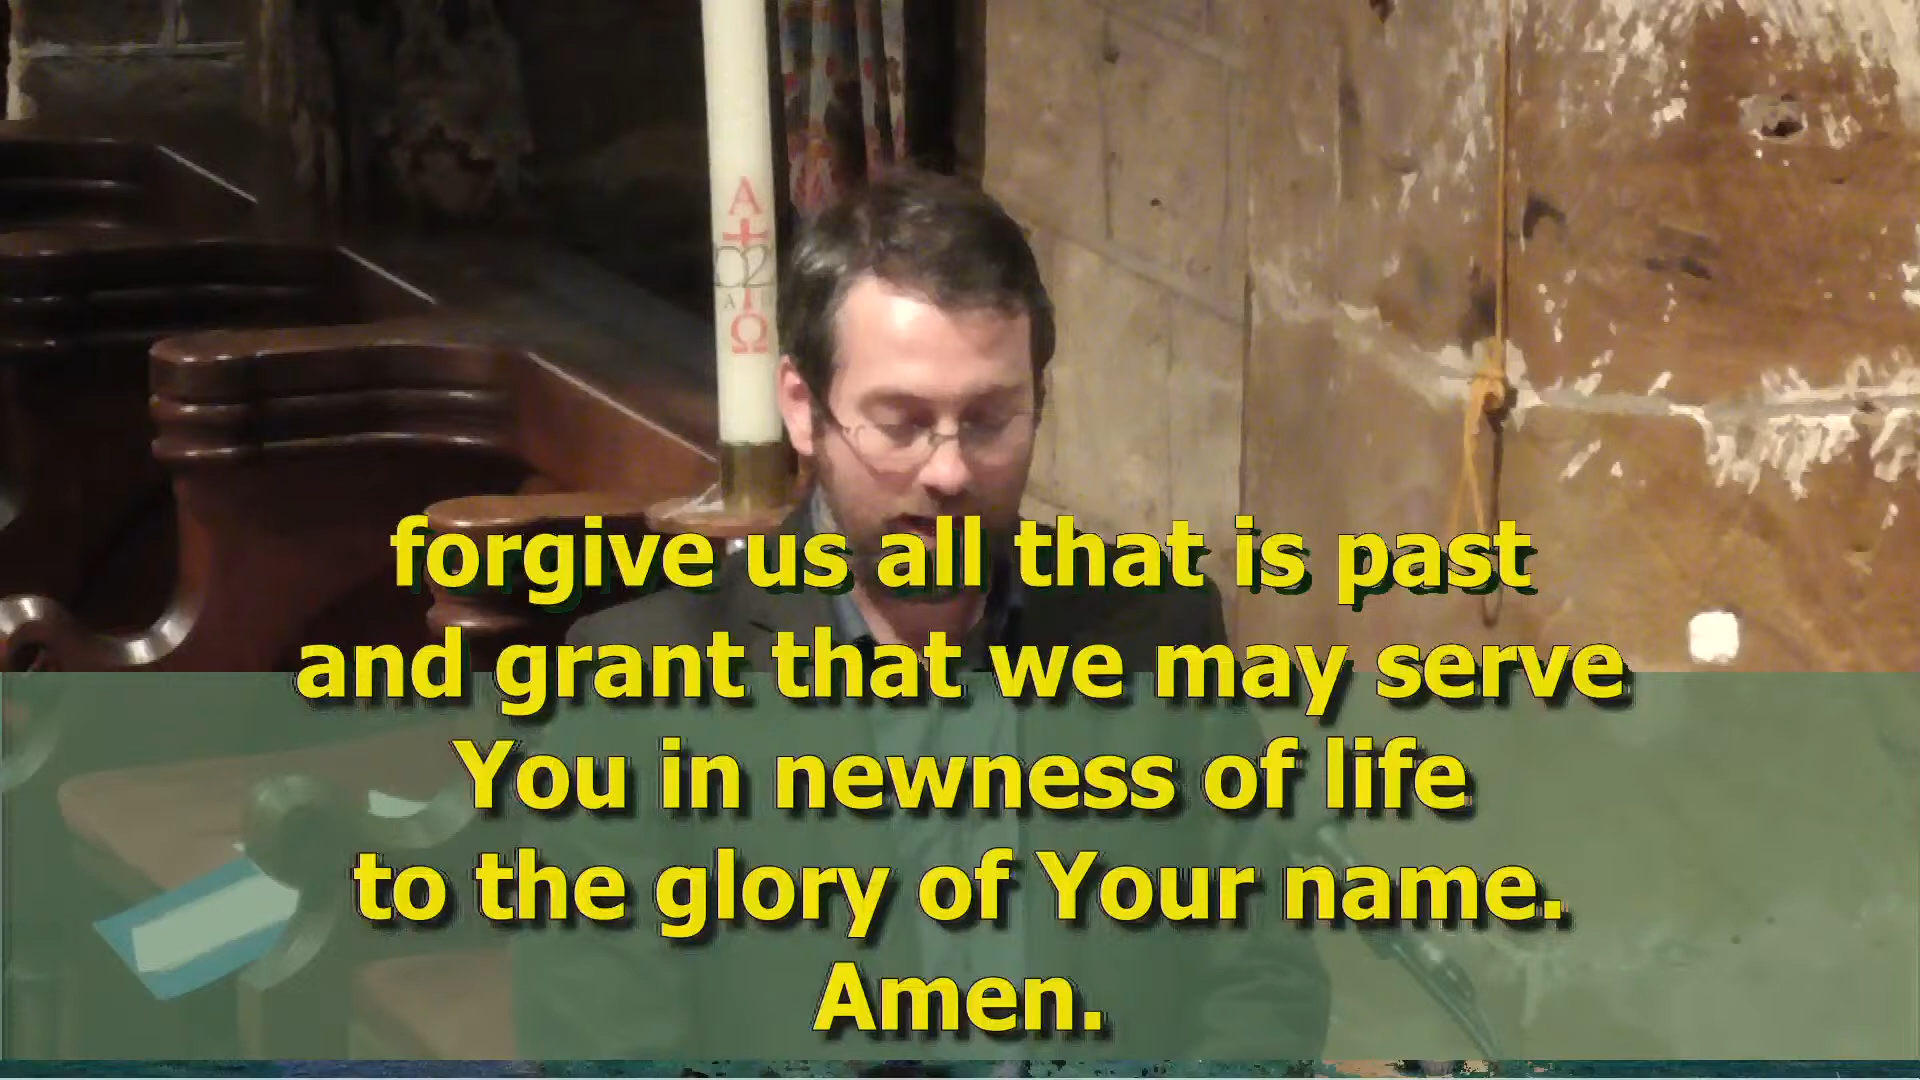 Α
Ω
forgive us all that is past
and grant that we may serve
You in newness of life
to the glory of Your name.
Amen.